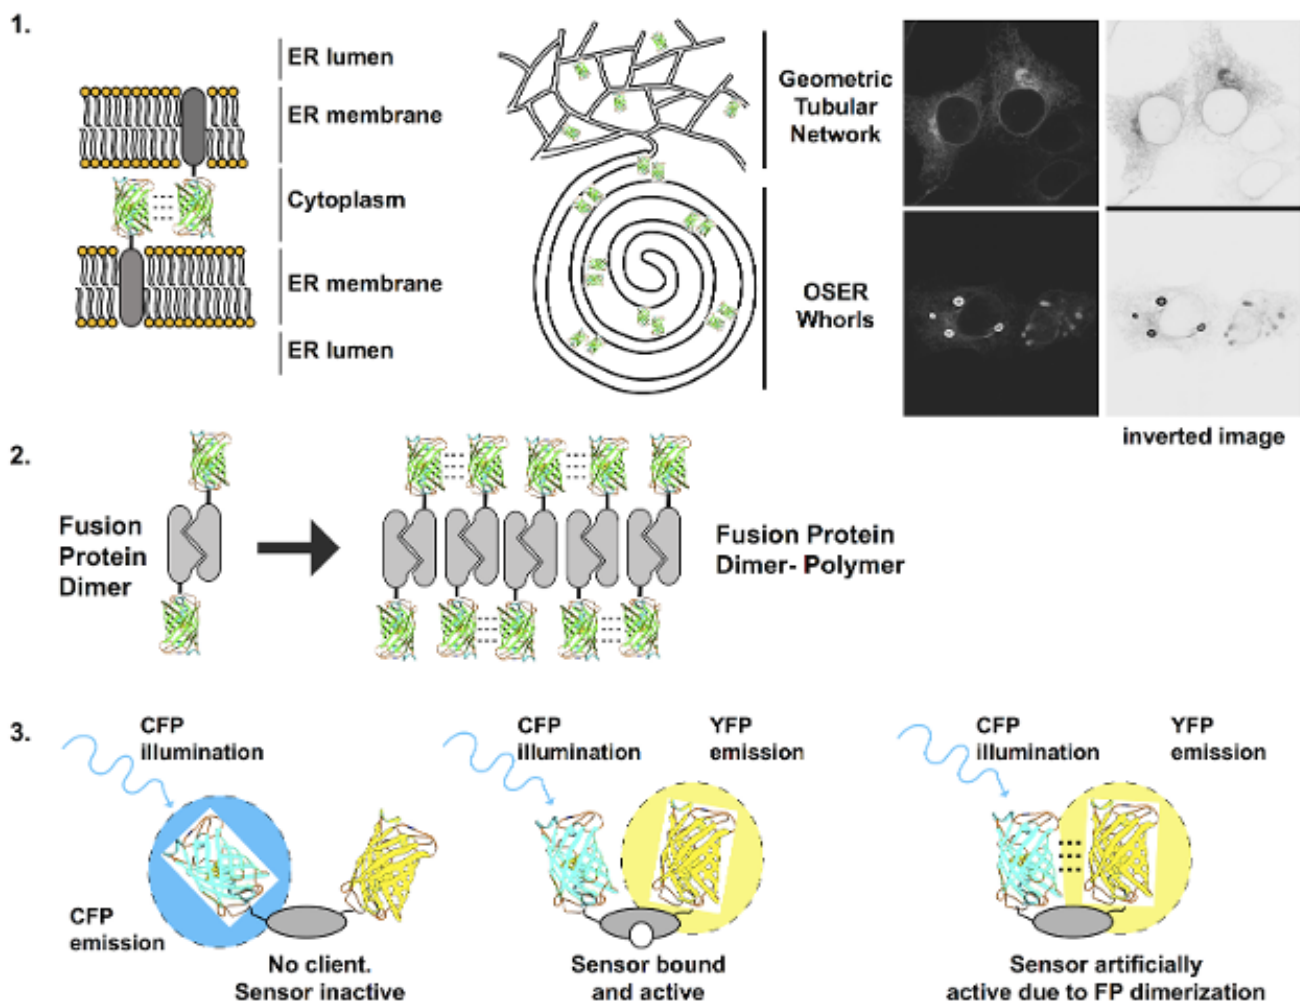 1.
ER lumen
ER membrane
Cytoplasm
ER membrane
ER lumen
Geometric
Tubular
Network
OSER
Whorls
inverted image
2.
Fusion
Protein
Dimer
Fusion Protein
Dimer- Polymer
3.
CFP
illumination
CFP
emission
No client.
Sensor inactive
CFP
illumination
YFP
emission
Sensor bound
and active
CFP
illumination
YFP
emission
Sensor artificially
active due to FP dimerization